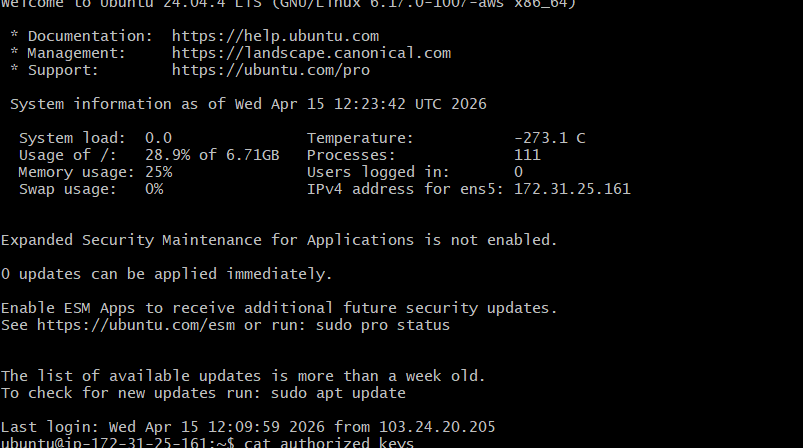 Welcome to Ubuntu 24.04.4 LTS (GNU/Linux 6.17.0-1007-aws x86_64)
* Documentation:  https://help.ubuntu.com
* Management:     https://landscape.canonical.com
* Support:        https://ubuntu.com/pro
System information as of Wed Apr 15 12:23:42 UTC 2026
System load:  0.0               Temperature:           -273.1 C
Usage of /:   28.9% of 6.71GB   Processes:             111
Memory usage: 25%               Users logged in:       0
Swap usage:   0%                IPv4 address for ens5: 172.31.25.161
Expanded Security Maintenance for Applications is not enabled.
0 updates can be applied immediately.
Enable ESM Apps to receive additional future security updates.
See https://ubuntu.com/esm or run: sudo pro status
The list of available updates is more than a week old.
To check for new updates run: sudo apt update
Last login: Wed Apr 15 12:09:59 2026 from 103.24.20.205
ubuntu@ip-172-31-25-161:~$ cat authorized_keys